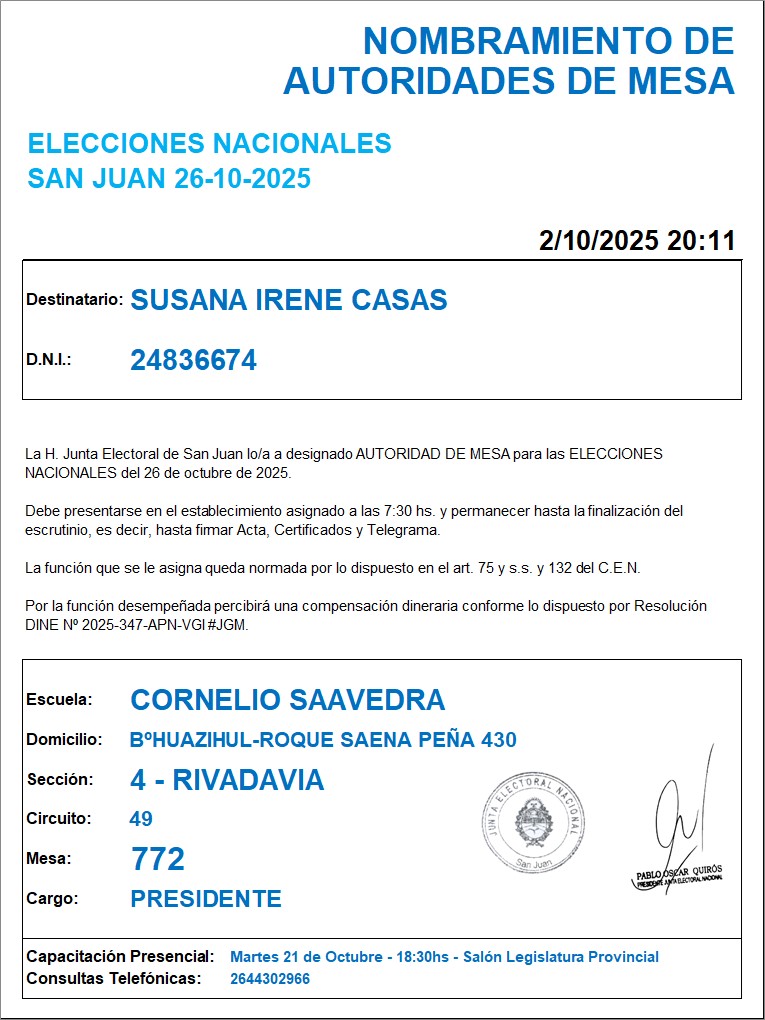 NOMBRAMIENTO DE
AUTORIDADES DE MESA
ELECCIONES NACIONALES
SAN JUAN 26-10-2025
2/10/2025 20:11
Destinatario: SUSANA IRENE CASAS
D.N.I.: 24836674
La H. Junta Electoral de San Juan lo/a a designado AUTORIDAD DE MESA para las ELECCIONES
NACIONALES del 26 de octubre de 2025.
Debe presentarse en el establecimiento asignado a las 7:30 hs. y permanecer hasta la finalización del
escrutinio, es decir, hasta firmar Acta, Certificados y Telegrama.
La función que se le asigna queda normada por lo dispuesto en el art. 75 y s.s. y 132 del C.E.N.
Por la función desempeñada percibirá una compensación dineraria conforme lo dispuesto por Resolución
DINE Nº 2025-347-APN-VGI#JGM.
Escuela: CORNELIO SAAVEDRA
Domicilio: BºHUAZIHUL-ROQUE SAENA PEÑA 430
Sección: 4 - RIVADAVIA
Circuito: 49
Mesa: 772
Cargo: PRESIDENTE
JUNTA ELECTORAL NACIONAL
San Juan
PABLO OSCAR QUIRÓS
PRESIDENTE JUNTA ELECTORAL NACIONAL
Capacitación Presencial: Martes 21 de Octubre - 18:30hs - Salón Legislatura Provincial
Consultas Telefónicas: 2644302966